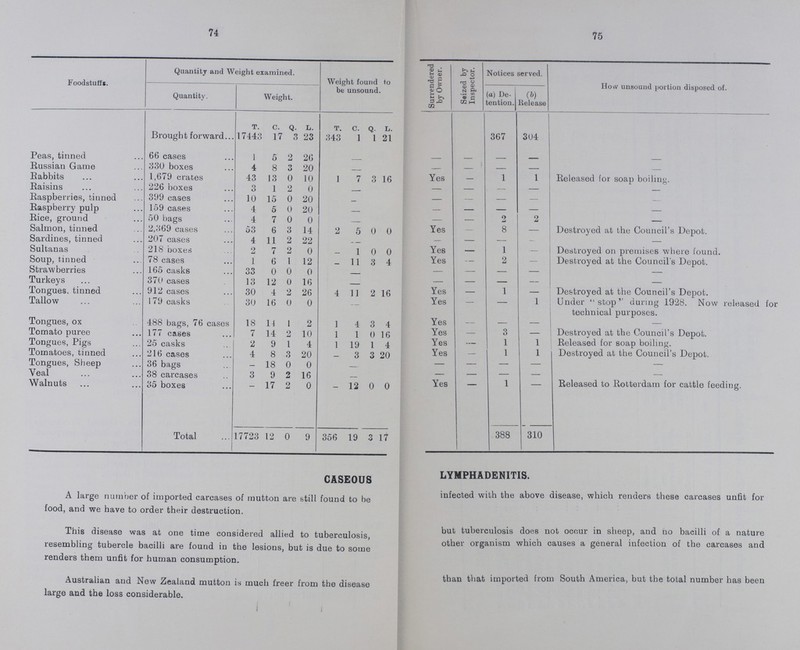 74
75
Foodstuffs. Quantity and Weight examined. Weight found to be unsound. Surrendered by Owner. Seized by Inspector. Notices served. How unsound portion disposed of.
Quantity. Weight. (a) Detention. (b) Release
T. C. Q. L. T. C. Q. L.
Brought forward... 17443 17 3 23 343 1 1 21 367 304
Peas, tinned ... 66 cases ... 1 5 2 26 — — — — — —
Russian Game ... 330 boxes ... 4 8 3 20 — — — — — —
Rabbits ... ... 1,679 crates 43 13 0 10 1 7 3 16 Yes — 1 1 Released for soap boiling.
Raisins ... ... 226 boxes ... 3 1 2 0 — — — — — —
Raspberries, tinned 399 cases ... 10 15 0 20 — — — — — —
Raspberry pulp ... 159 cases ... 4 5 0 20 — — — — — —
Rice, ground ... 50 bags ... 4 7 0 0 — — — 2 2 —
Salmon, tinned ... 2,369 cases 53 6 3 14 2 5 0 0 Yes — 8 — Destroyed at the Council's Depot.
Sardines, tinned ... 207 cases ... 4 11 2 22 — — — — — —
Sultanas ... 218 boxes ... 2 7 2 0 – 1 0 0 Yes — 1 — Destroyed on premises where found.
Soup, tinned ... 78 cases ... 1 6 1 12 – 11 3 4 Yes — 2 — Destroyed at the Council's Depot.
Strawberries ... 165 casks ... 33 0 0 0 — — — — — —
Turkeys ... 370 cases ... 13 12 0 16 — — — — — —
Tongues, tinned ... 912 cases ... 30 4 2 26 4 11 2 16 Yes — 1 — Destroyed at the Council's Depot.
Tallow ... ... 179 casks ... 30 16 0 0 — Yes — — 1 Under "stop" during 1928. Now released for
technical purposes.
Tongues, ox ... 488 bags, 76 cases 18 14 1 2 1 4 3 4 Yes — — — —
Tomato puree ... 177 cases ... 7 14 2 10 1 1 0 16 Yes — 3 — Destroyed at the Council's Depot.
Tongues, Pigs ... 25 casks ... 2 9 1 4 1 19 1 4 Yes — 1 1 Released for soap boiling.
Tomatoes, tinned ... 216 cases ... 4 8 3 20 – 3 3 20 Yes — 1 1 Destroyed at the Council's Depot.
Tongues, Sheep ... 36 bags ... – 18 0 0 — — — — — —
Veal ... ... 38 carcases ... 3 9 2 16 — — — — — —
Walnuts ... ... 35 boxes ... – 17 2 0 – 12 0 0 Yes — 1 — Released to Rotterdam for cattle feeding.
Total ... 17723 12 0 9 356 19 3 17 388 310
CASEOUS LYMPHADENITIS.
A large number of imported carcases of mutton are still found to be infected with the above disease, which renders these carcases unfit for
food, and we have to order their destruction.
This disease was at one time considered allied to tuberculosis, but tuberculosis does not occur in sheep, and no bacilli of a nature
resembling tubercle bacilli are found in the lesions, but is due to some other organism which causes a general infection of the carcases and
renders them unfit for human consumption.
Australian and New Zealand mutton is much freer from the disease than that imported from South America, but the total number has been
large and the loss considerable.